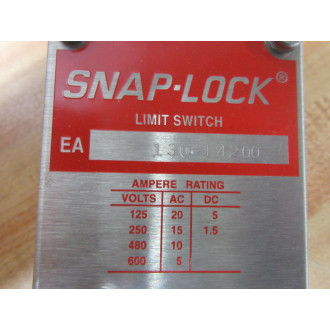 SNAP-LOCK®
LIMIT SWITCH
EA
AMPERE RATING
VOLTS AC DC
125 20 5
250 15 1.5
480 10
600 5